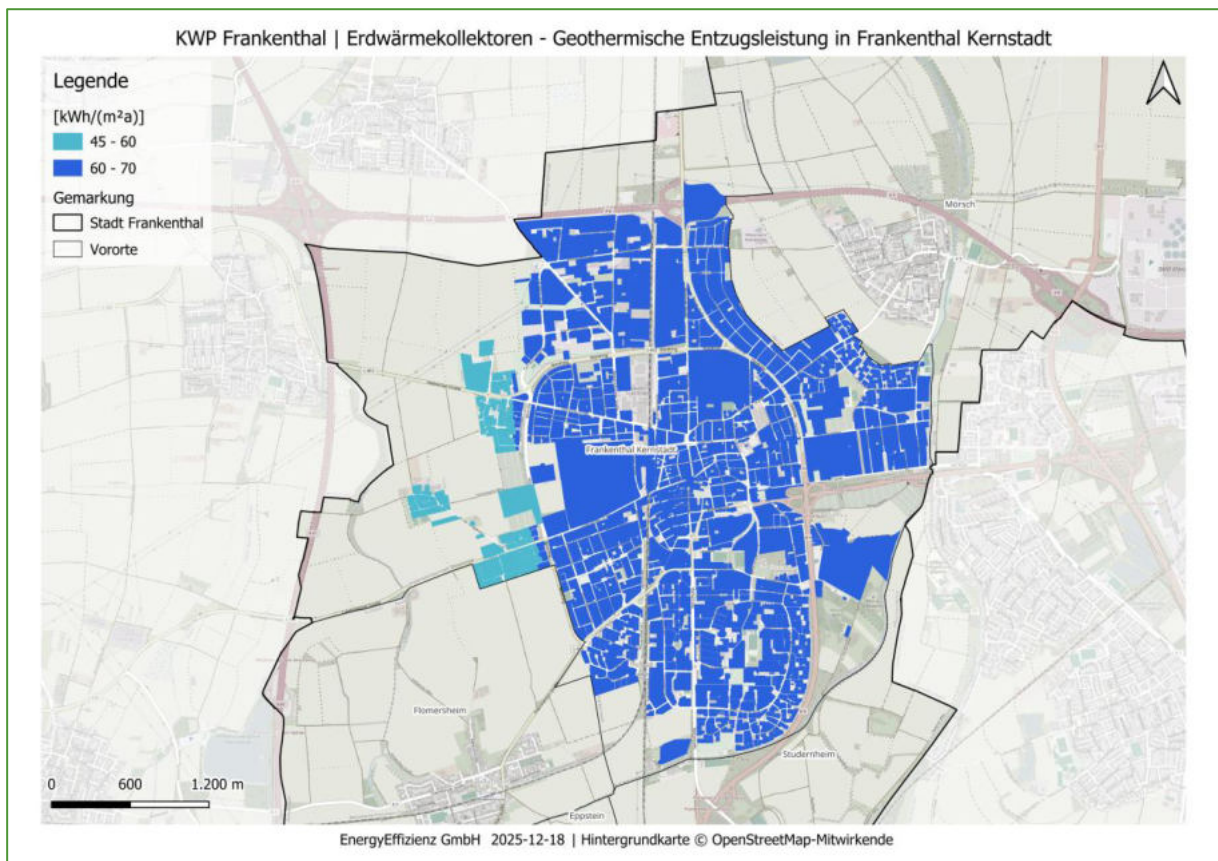 KWP Frankenthal | Erdwärmekollektoren - Geothermische Entzugsleistung in Frankenthal Kernstadt
Legende
[kWh/(m²a)]
45 - 60
60 - 70
Gemarkung
Stadt Frankenthal
Vororte
Mörsch
Frankenthal Kernstadt
Flomersheim
Studernheim
Eppstein
0 600 1.200 m
EnergyEffizienz GmbH 2025-12-18 | Hintergrundkarte © OpenStreetMap-Mitwirkende